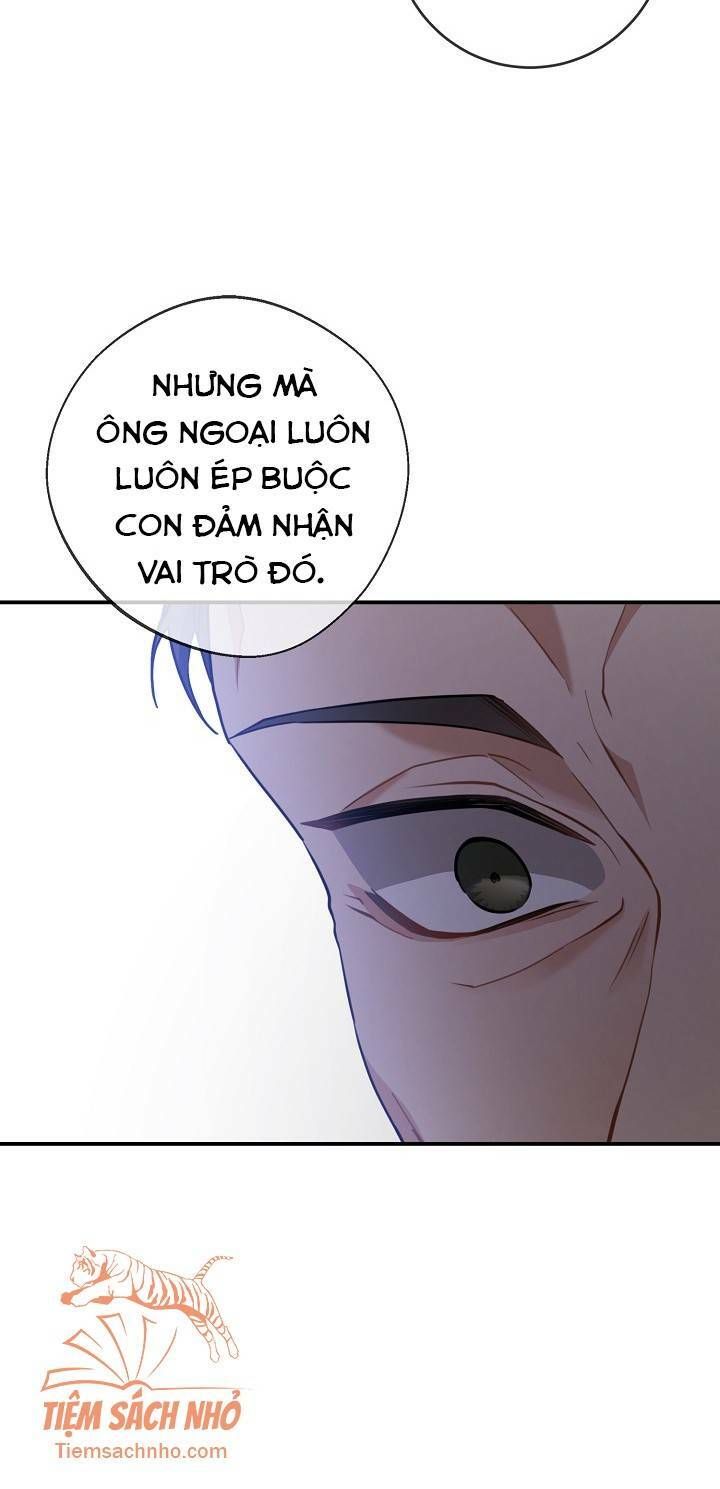 NHƯNG MÀ
ÔNG NGOẠI LUÔN
LUÔN ÉP BUỘC
CON ĐẢM NHẬN
VAI TRÒ ĐÓ.
TIỆM SÁCH NHỎ
Tiemsachnho.com